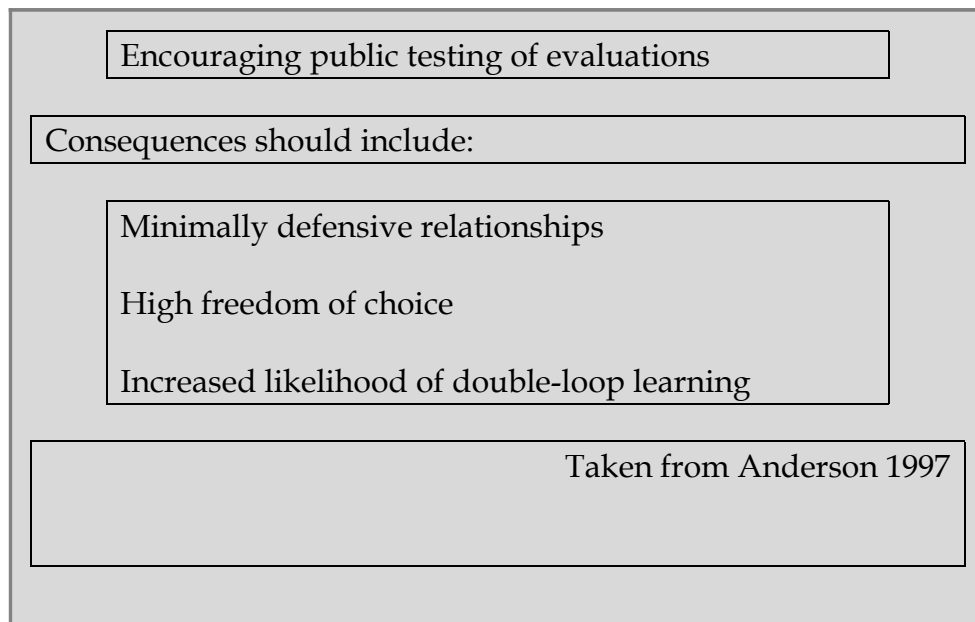 Encouraging public testing of evaluations
Consequences should include:
Minimally defensive relationships
High freedom of choice
Increased likelihood of double-loop learning
Taken from Anderson 1997